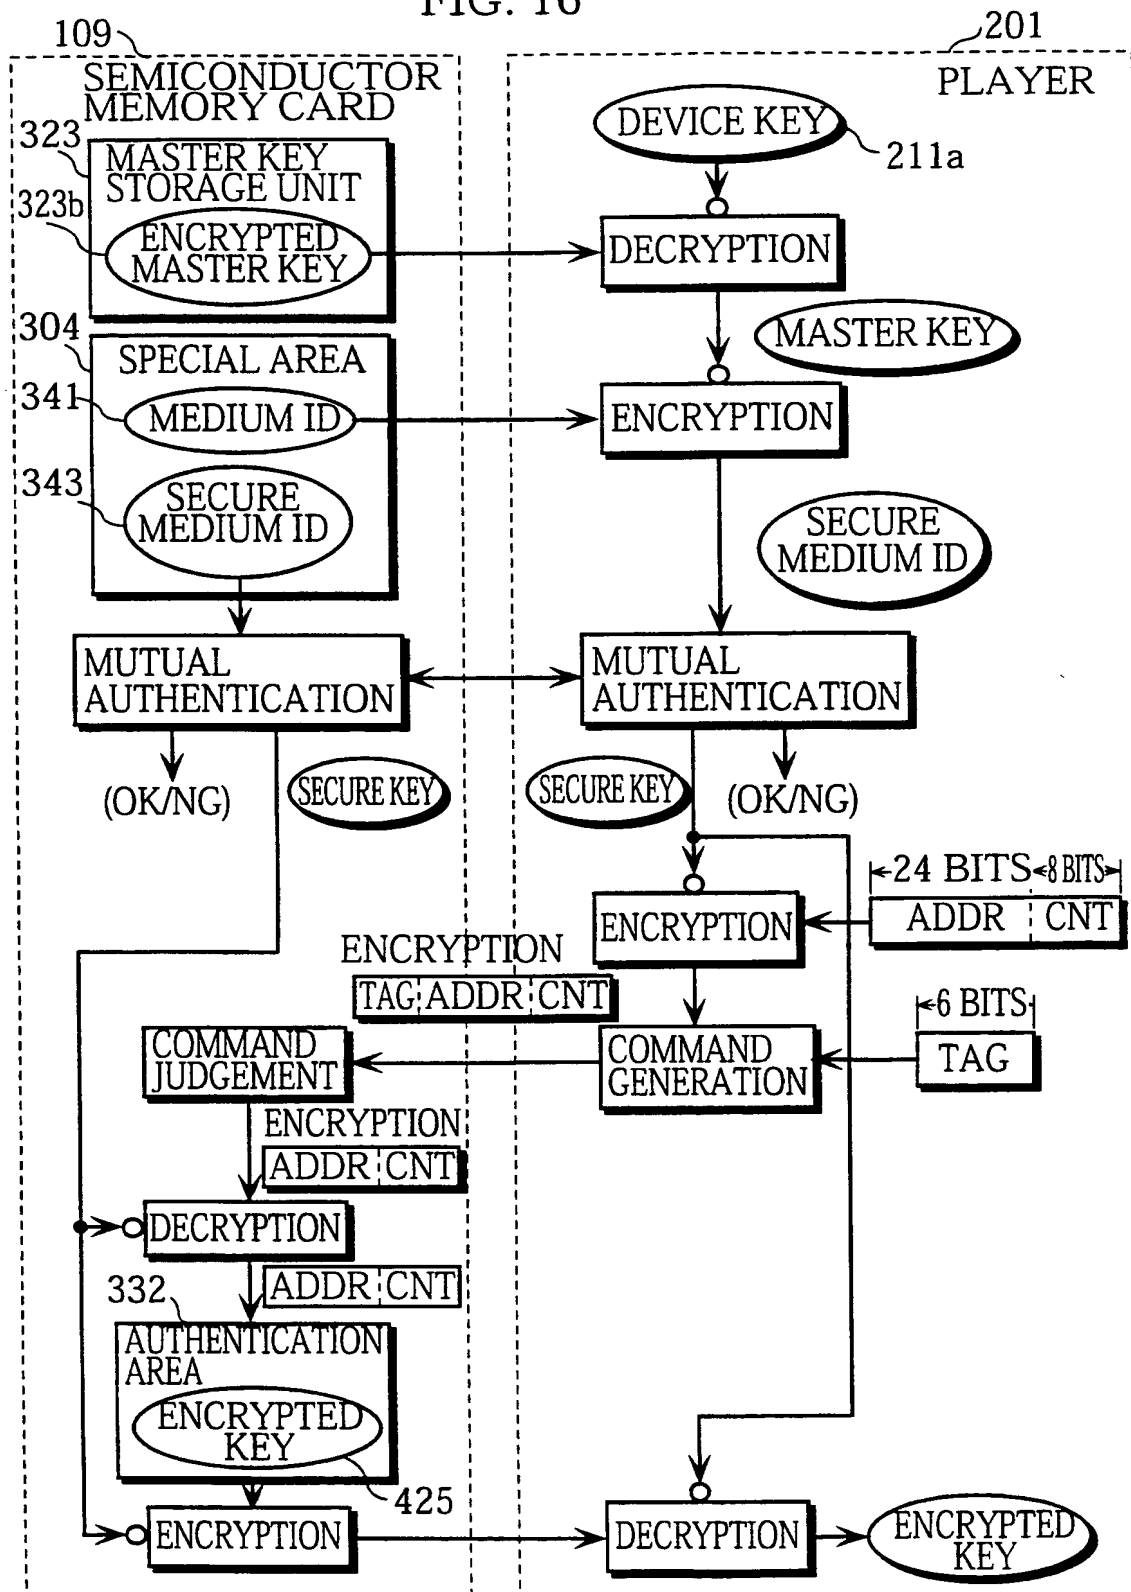 FIG. 16
109
201
SEMICONDUCTOR
MEMORY CARD
PLAYER
DEVICE KEY
211a
323
MASTER KEY
STORAGE UNIT
323b
ENCRYPTED
MASTER KEY
DECRYPTION
MASTER KEY
304
SPECIAL AREA
341
MEDIUM ID
ENCRYPTION
343
SECURE
MEDIUM ID
SECURE
MEDIUM ID
MUTUAL
AUTHENTICATION
MUTUAL
AUTHENTICATION
(OK/NG)
SECURE KEY
SECURE KEY
(OK/NG)
24 BITS
8 BITS
ADDR
CNT
ENCRYPTION
ENCRYPTION
TAG
ADDR
CNT
6 BITS
TAG
COMMAND
JUDGEMENT
COMMAND
GENERATION
ENCRYPTION
ADDR
CNT
DECRYPTION
ADDR
CNT
332
AUTHENTICATION
AREA
ENCRYPTED
KEY
425
ENCRYPTION
DECRYPTION
ENCRYPTED
KEY